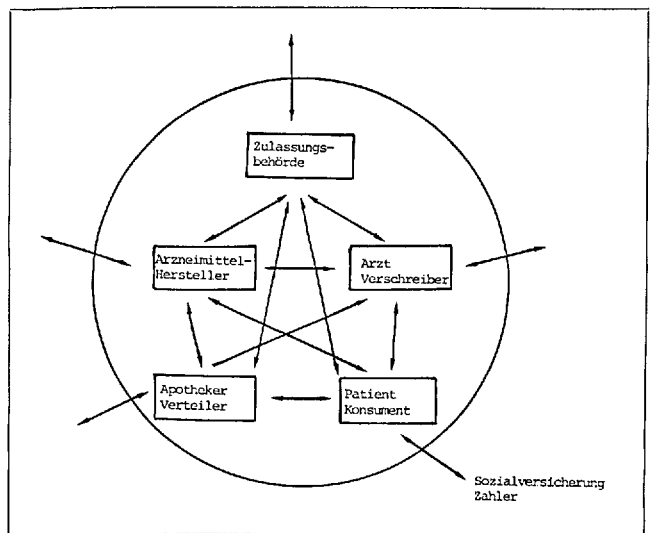 Zulassungs-
behörde
Arzneimittel-
Hersteller
Arzt
Verschreiber
Apotheker
Verteiler
Patient
Konsument
Sozialversicherung
Zahler